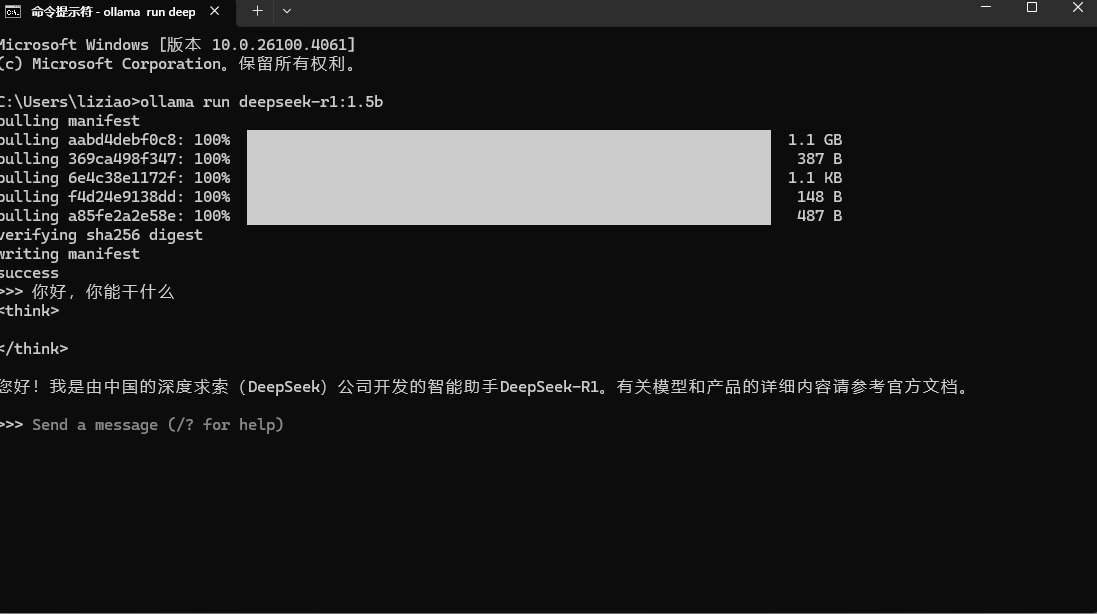 命令提示符 - ollama run deep
Microsoft Windows [版本 10.0.26100.4061]
(c) Microsoft Corporation。保留所有权利。
C:\Users\liziao>ollama run deepseek-r1:1.5b
pulling manifest
pulling aabd4debf0c8: 100% 1.1 GB
pulling 369ca498f347: 100% 387 B
pulling 6e4c38e1172f: 100% 1.1 KB
pulling f4d24e9138dd: 100% 148 B
pulling a85fe2a2e58e: 100% 487 B
verifying sha256 digest
writing manifest
success
>>> 你好，你能干什么
<think>
</think>
您好！我是由中国的深度求索（DeepSeek）公司开发的智能助手DeepSeek-R1。有关模型和产品的详细内容请参考官方文档。
>>> Send a message (/? for help)